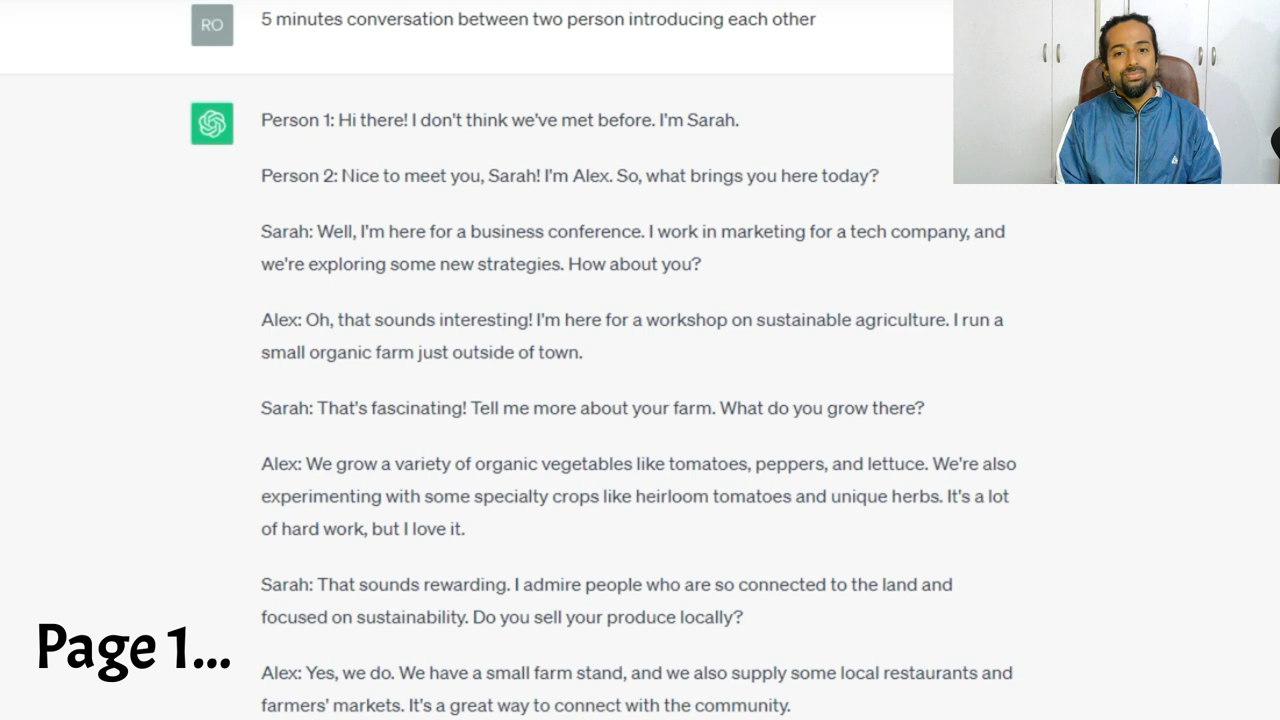 RO
5 minutes conversation between two person introducing each other
Person 1: Hi there! I don't think we've met before. I'm Sarah.
Person 2: Nice to meet you, Sarah! I'm Alex. So, what brings you here today?
Sarah: Well, I'm here for a business conference. I work in marketing for a tech company, and
we're exploring some new strategies. How about you?
Alex: Oh, that sounds interesting! I'm here for a workshop on sustainable agriculture. I run a
small organic farm just outside of town.
Sarah: That's fascinating! Tell me more about your farm. What do you grow there?
Alex: We grow a variety of organic vegetables like tomatoes, peppers, and lettuce. We're also
experimenting with some specialty crops like heirloom tomatoes and unique herbs. It's a lot
of hard work, but I love it.
Sarah: That sounds rewarding. I admire people who are so connected to the land and
focused on sustainability. Do you sell your produce locally?
Alex: Yes, we do. We have a small farm stand, and we also supply some local restaurants and
farmers' markets. It's a great way to connect with the community.
Page 1...